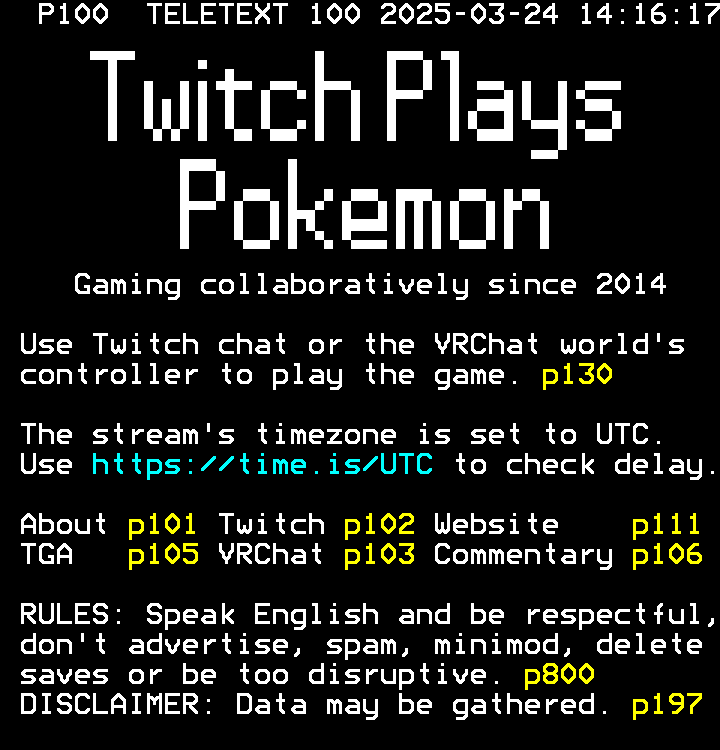 P100 TELETEXT 100 2025-03-24 14:16:17
Twitch Plays
Pokemon
Gaming collaboratively since 2014
Use Twitch chat or the VRChat world's
controller to play the game. p130
The stream's timezone is set to UTC.
Use https://time.is/UTC to check delay.
About p101 Twitch p102 Website p111
TGA p105 VRChat p103 Commentary p106
RULES: Speak English and be respectful,
don't advertise, spam, minimod, delete
saves or be too disruptive. p800
DISCLAIMER: Data may be gathered. p197